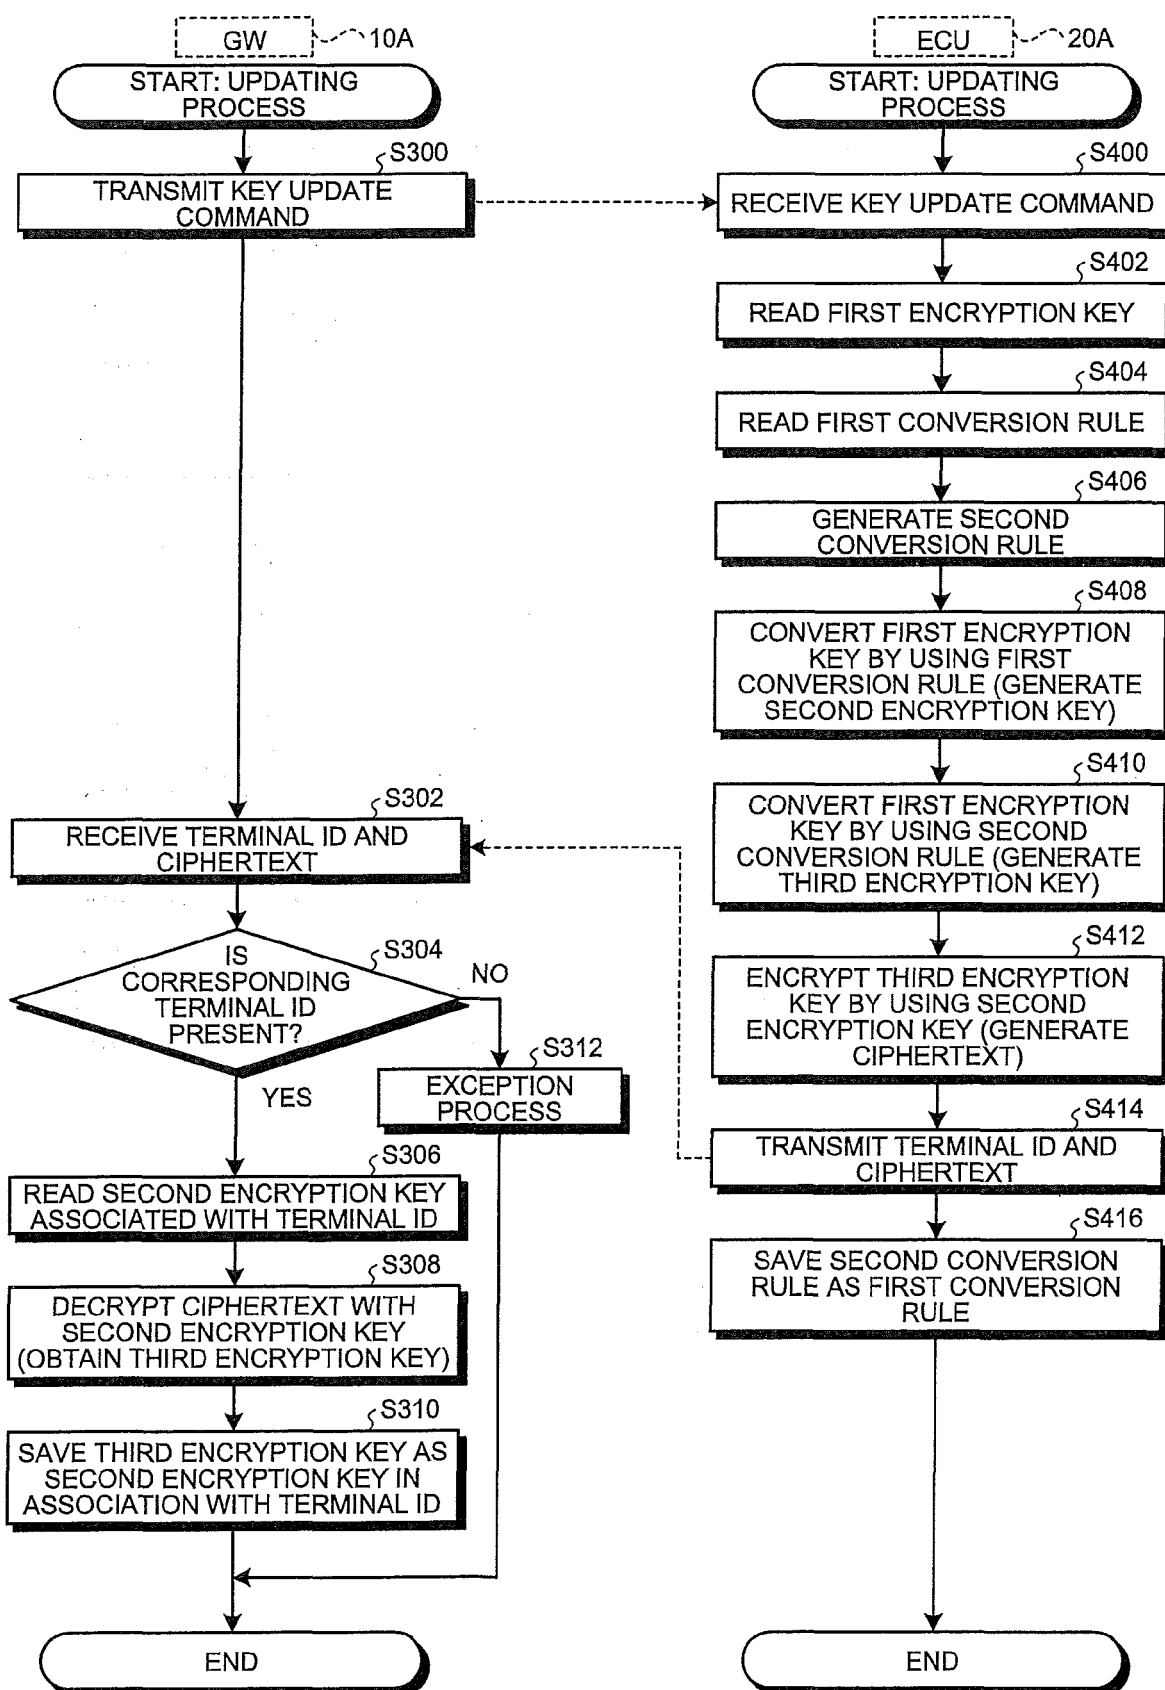 GW
10A
START: UPDATING
PROCESS
S300
TRANSMIT KEY UPDATE
COMMAND
S302
RECEIVE TERMINAL ID AND
CIPHERTEXT
S304
IS
CORRESPONDING
TERMINAL ID
PRESENT?
NO
YES
S312
EXCEPTION
PROCESS
S306
READ SECOND ENCRYPTION KEY
ASSOCIATED WITH TERMINAL ID
S308
DECRYPT CIPHERTEXT WITH
SECOND ENCRYPTION KEY
(OBTAIN THIRD ENCRYPTION KEY)
S310
SAVE THIRD ENCRYPTION KEY AS
SECOND ENCRYPTION KEY IN
ASSOCIATION WITH TERMINAL ID
END
ECU
20A
START: UPDATING
PROCESS
S400
RECEIVE KEY UPDATE COMMAND
S402
READ FIRST ENCRYPTION KEY
S404
READ FIRST CONVERSION RULE
S406
GENERATE SECOND
CONVERSION RULE
S408
CONVERT FIRST ENCRYPTION
KEY BY USING FIRST
CONVERSION RULE (GENERATE
SECOND ENCRYPTION KEY)
S410
CONVERT FIRST ENCRYPTION
KEY BY USING SECOND
CONVERSION RULE (GENERATE
THIRD ENCRYPTION KEY)
S412
ENCRYPT THIRD ENCRYPTION
KEY BY USING SECOND
ENCRYPTION KEY (GENERATE
CIPHERTEXT)
S414
TRANSMIT TERMINAL ID AND
CIPHERTEXT
S416
SAVE SECOND CONVERSION
RULE AS FIRST CONVERSION
RULE
END